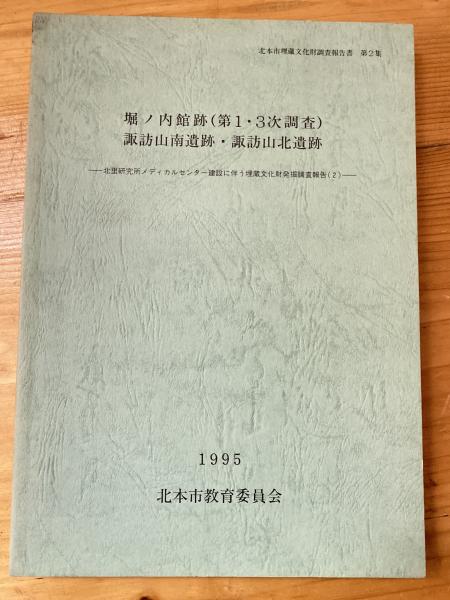 北本市埋蔵文化財調査報告書 第2集
堀ノ内館跡(第1・3次調査)
諏訪山南遺跡・諏訪山北遺跡
──北里研究所メディカルセンター建設に伴う埋蔵文化財発掘調査報告(2)──
1995
北本市教育委員会